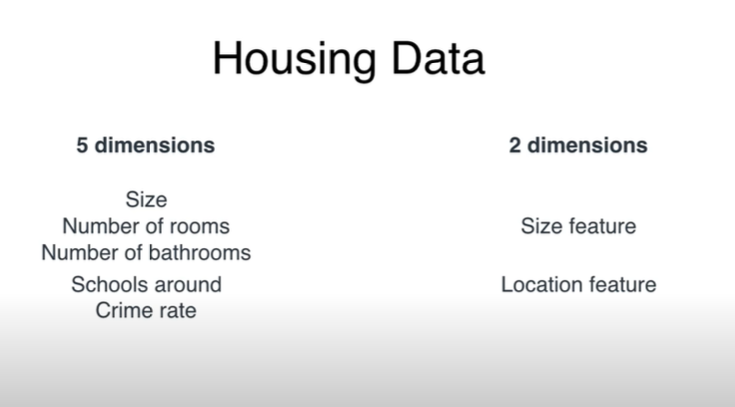 Housing Data
5 dimensions
2 dimensions
Size
Number of rooms
Size feature
Number of bathrooms
Schools around
Location feature
Crime rate